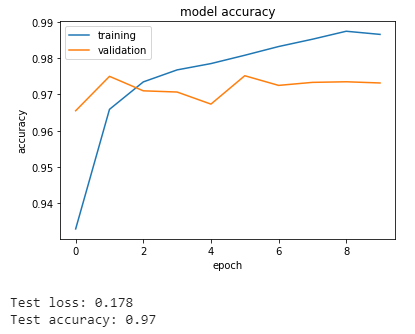 model accuracy
training
validation
0.99
0.98
0.97
0.96
0.95
0.94
accuracy
0 2 4 6 8
epoch
Test loss: 0.178
Test accuracy: 0.97